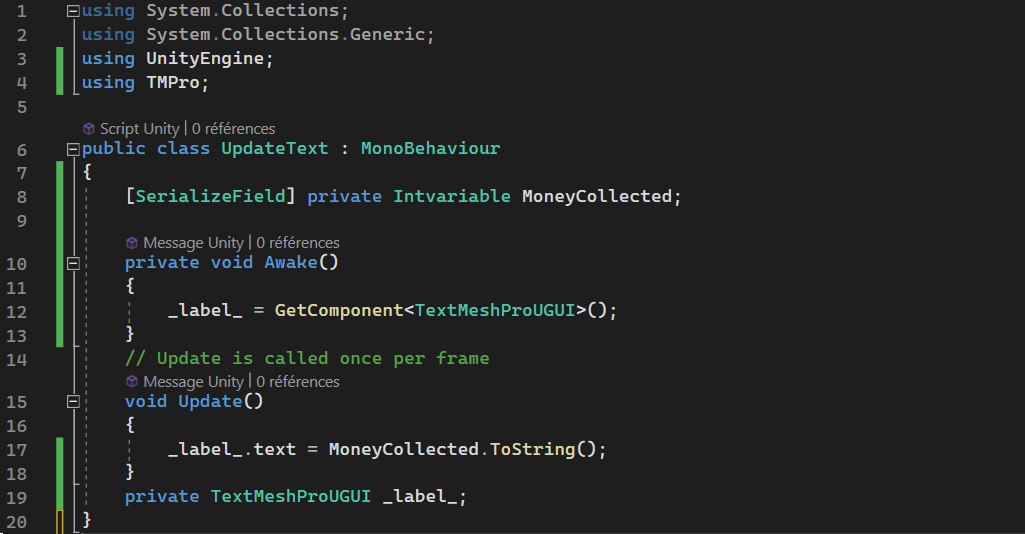 1 using System.Collections;
2 using System.Collections.Generic;
3 using UnityEngine;
4 using TMPro;
5
Script Unity | 0 références
6 public class UpdateText : MonoBehaviour
7 {
8 [SerializeField] private Intvariable MoneyCollected;
9
Message Unity | 0 références
10 private void Awake()
11 {
12 _label_ = GetComponent<TextMeshProUGUI>();
13 }
14 // Update is called once per frame
Message Unity | 0 références
15 void Update()
16 {
17 _label_.text = MoneyCollected.ToString();
18 }
19 private TextMeshProUGUI _label_;
20 }